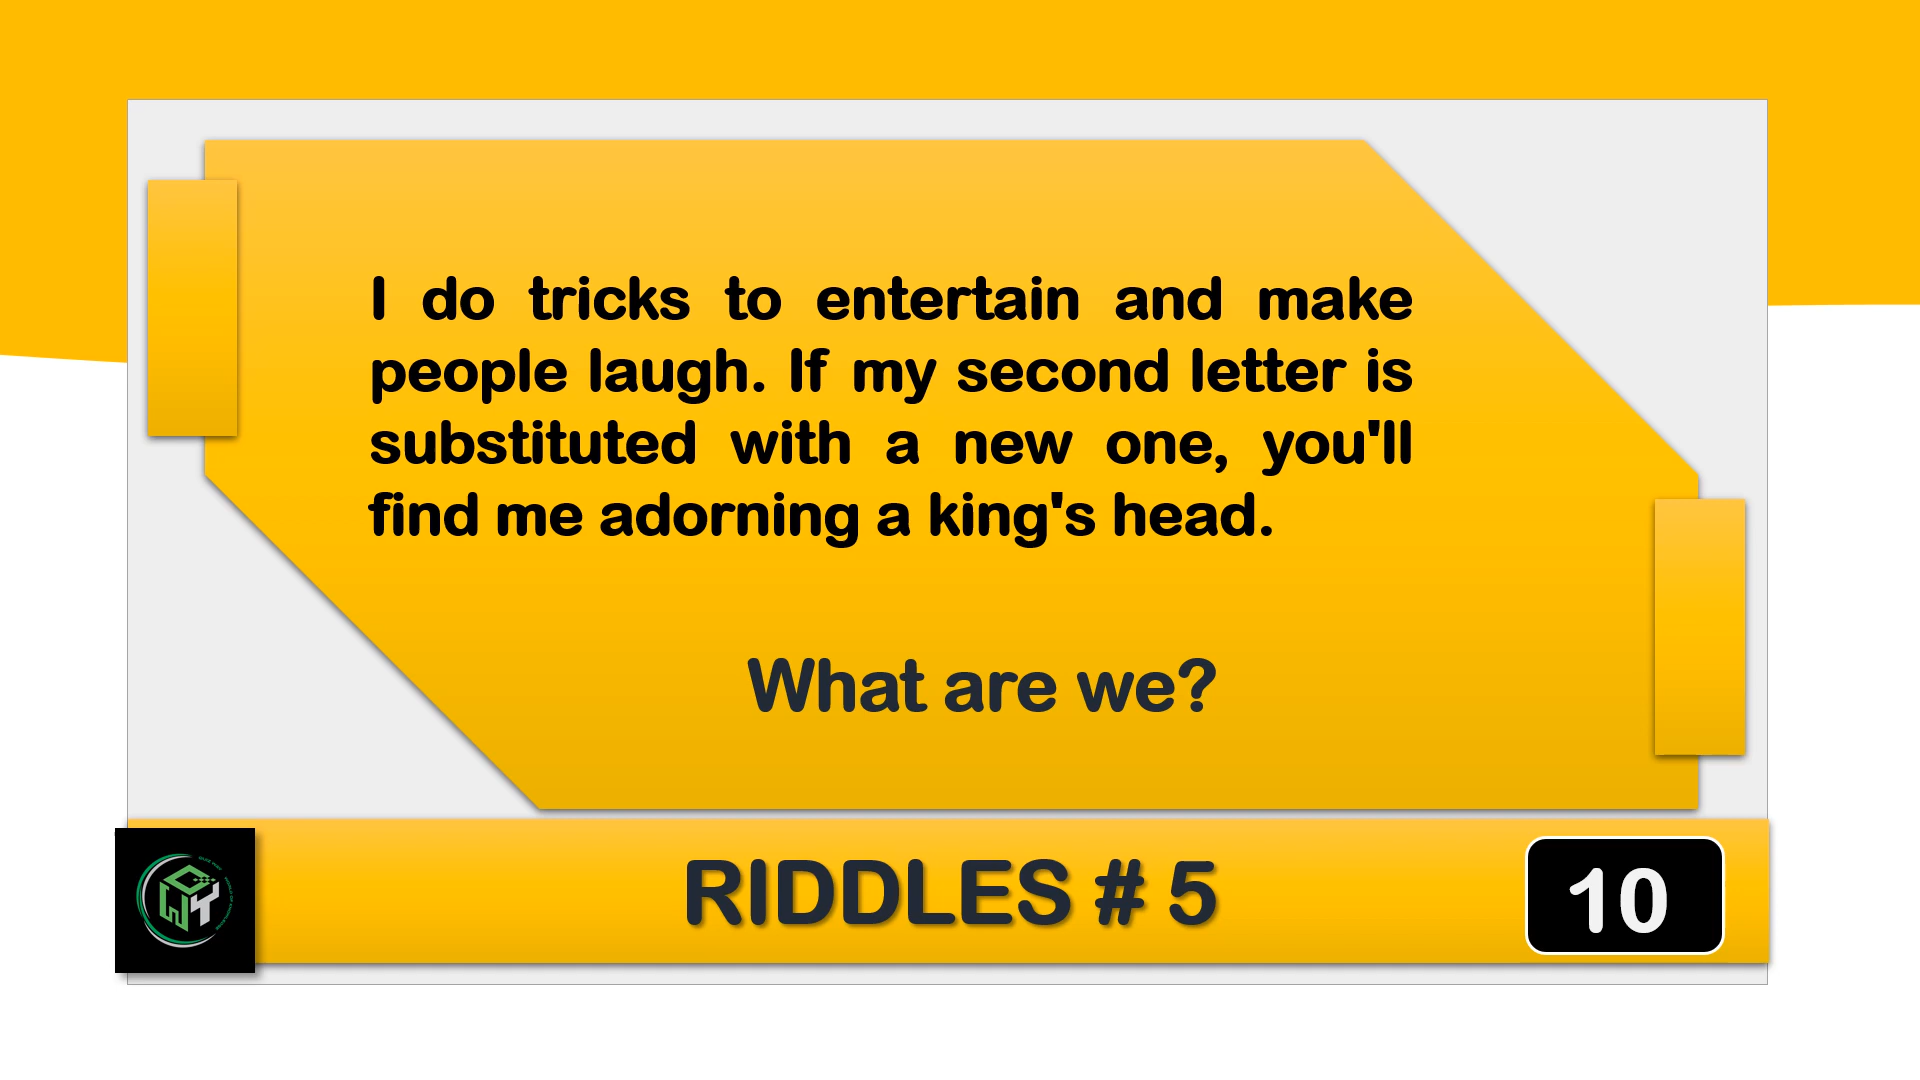 I do tricks to entertain and make
people laugh. If my second letter is
substituted with a new one, you'll
find me adorning a king's head.
What are we?
RIDDLES # 5
10